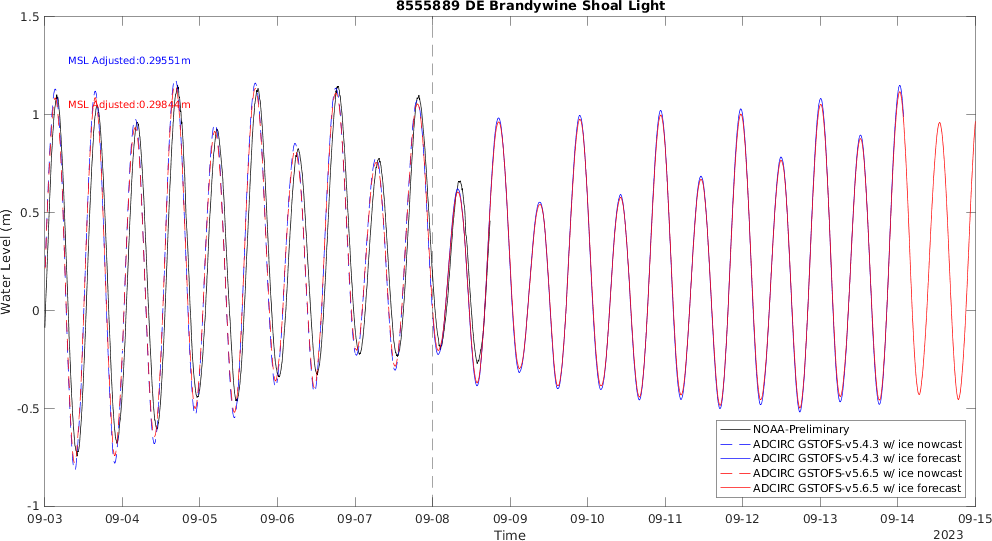 8555889 DE Brandywine Shoal Light
1.5
MSL Adjusted:0.29551m
MSL Adjusted:0.29844m
1
0.5
Water Level (m)
0
-0.5
-1
NOAA-Preliminary
ADCIRC GSTOFS-v5.4.3 w/ ice nowcast
ADCIRC GSTOFS-v5.4.3 w/ ice forecast
ADCIRC GSTOFS-v5.6.5 w/ ice nowcast
ADCIRC GSTOFS-v5.6.5 w/ ice forecast
09-03 09-04 09-05 09-06 09-07 09-08 09-09 09-10 09-11 09-12 09-13 09-14 09-15
Time
2023